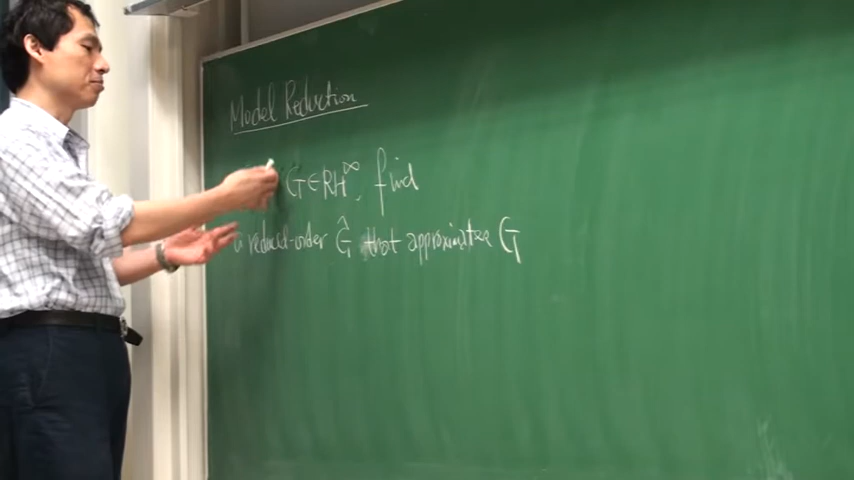 Model Reduction
G∈RH^∞, find
a reduced-order Ĝ that approximates G